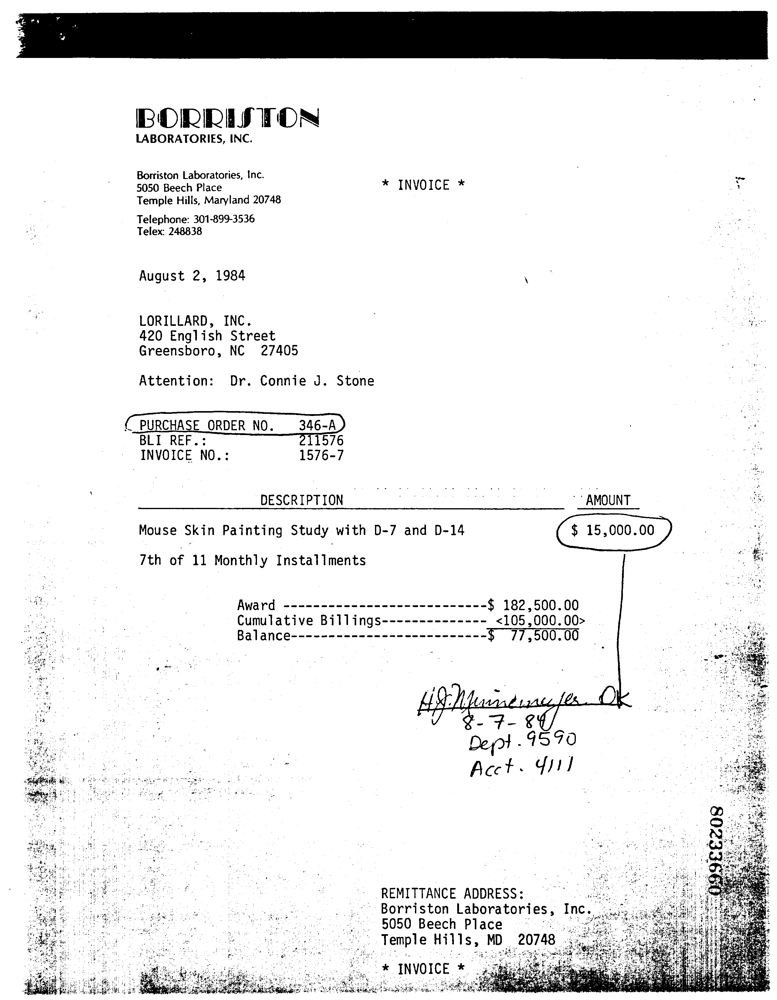 BORRISTON
LABORATORIES, INC.
Borriston Laboratories, Inc.
5050 Beech Place
Temple Hills, Maryland 20748
Telephone: 301-899-3536
Telex: 248838
* INVOICE *
August 2, 1984
LORILLARD, INC.
420 English Street
Greensboro, NC 27405
Attention: Dr. Connie J. Stone
PURCHASE ORDER NO. 346-A
BLI REF.: 211576
INVOICE NO.: 1576-7
DESCRIPTION AMOUNT
Mouse Skin Painting Study with D-7 and D-14 $ 15,000.00
7th of 11 Monthly Installments
Award ---------------------------$ 182,500.00
Cumulative Billings-------------- <105,000.00>
Balance--------------------------$ 77,500.00
OK
8-7-84
Dept. 9590
Acct. 4111
80233660
REMITTANCE ADDRESS:
Borriston Laboratories, Inc.
5050 Beech Place
Temple Hills, MD 20748
* INVOICE *